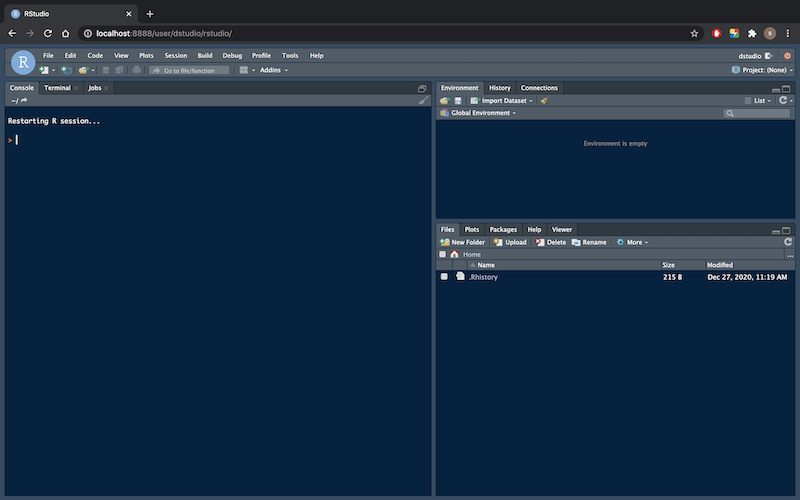 RStudio
localhost:8888/user/dstudio/rstudio/
R File Edit Code View Plots Session Build Debug Profile Tools Help dstudio
Go to file/function Addins Project: (None)
Console Terminal Jobs
~/
Restarting R session...
>
Environment History Connections
Import Dataset List
Global Environment
Environment is empty
Files Plots Packages Help Viewer
New Folder Upload Delete Rename More
Home ...
Name Size Modified
.Rhistory 215 B Dec 27, 2020, 11:19 AM